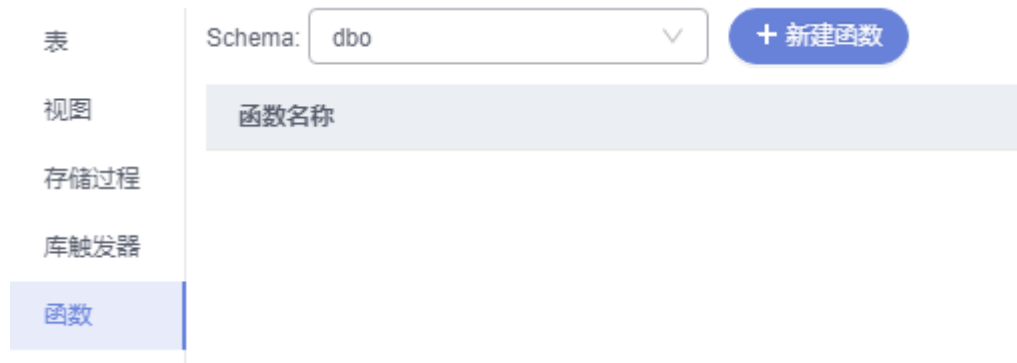 表
视图
存储过程
库触发器
函数
Schema: dbo + 新建函数
函数名称